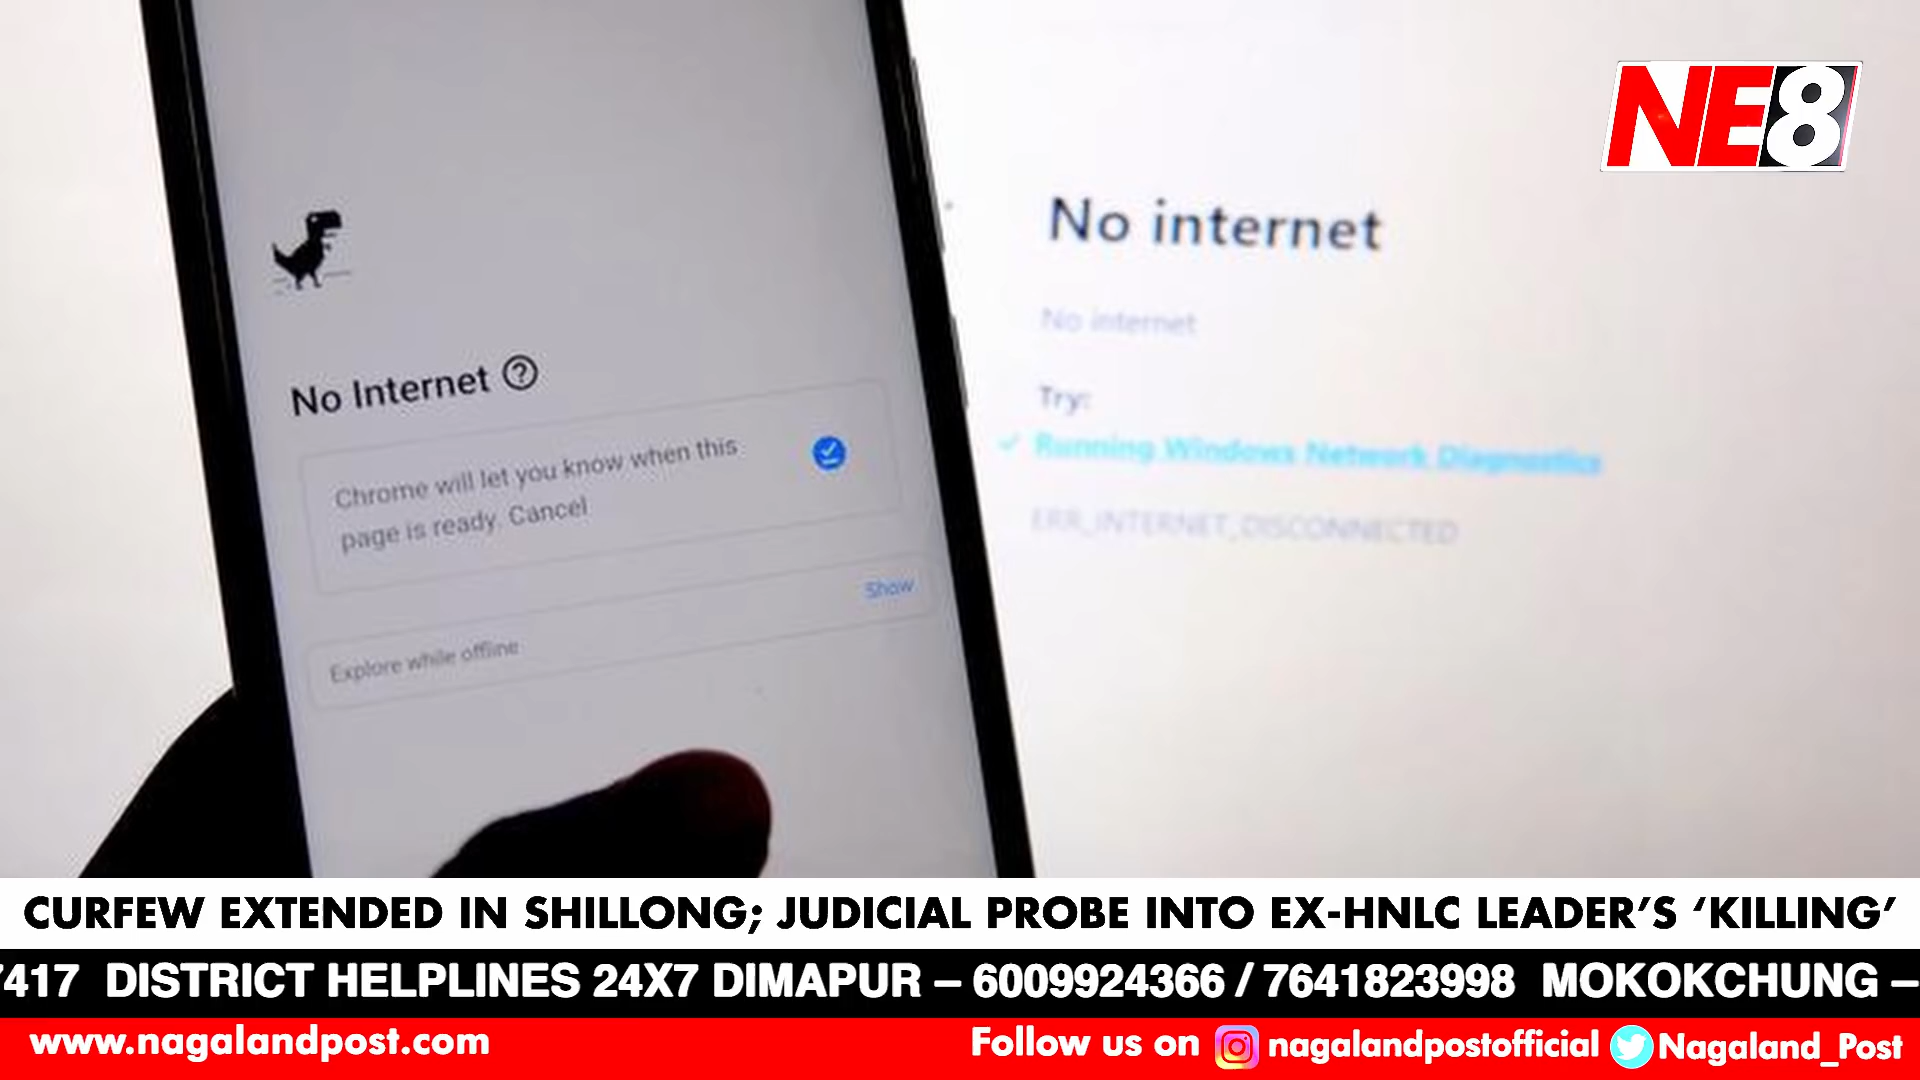 NE8
No internet
No internet
Try:
Running Windows Network Diagnostics
ERR_INTERNET_DISCONNECTED
No Internet ?
Chrome will let you know when this
page is ready. Cancel
Show
Explore while offline
CURFEW EXTENDED IN SHILLONG; JUDICIAL PROBE INTO EX-HNLC LEADER’S ‘KILLING’
7417 DISTRICT HELPLINES 24X7 DIMAPUR – 6009924366 / 7641823998 MOKOKCHUNG –
www.nagalandpost.com
Follow us on nagalandpostofficial Nagaland_Post